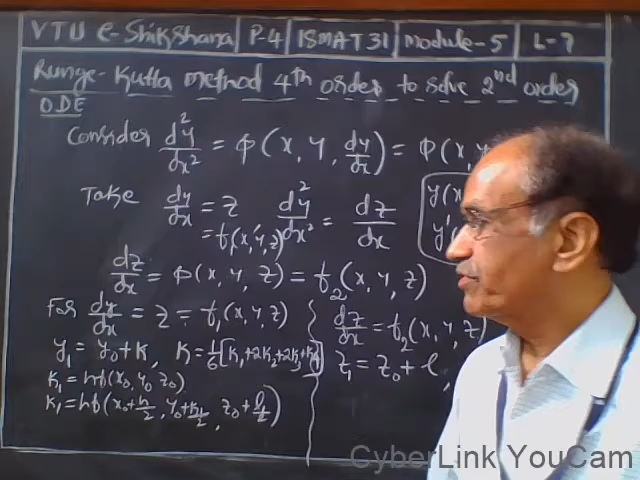 VTU e-Shikshana P-4 18MAT31 Module-5 L-7
Runge-Kutta method 4th order to solve 2nd order
ODE
Consider d²y/dx² = φ(x, y, dy/dx) = φ(x, y
Take dy/dx = z d²y/dx² = dz/dx
= f₁(x, y, z)
y(x
y'(
dz/dx = φ(x, y, z) = f₂(x, y, z)
For dy/dx = z = f₁(x, y, z) dz/dx = f₂(x, y, z)
y₁ = y₀ + k, k = 1/6[k₁+2k₂+2k₃+k₄] z₁ = z₀ + l,
k₁ = hf(x₀, y₀, z₀)
k₁ = hf(x₀+h/2, y₀+k₁/2, z₀+l₁/2)
CyberLink YouCam